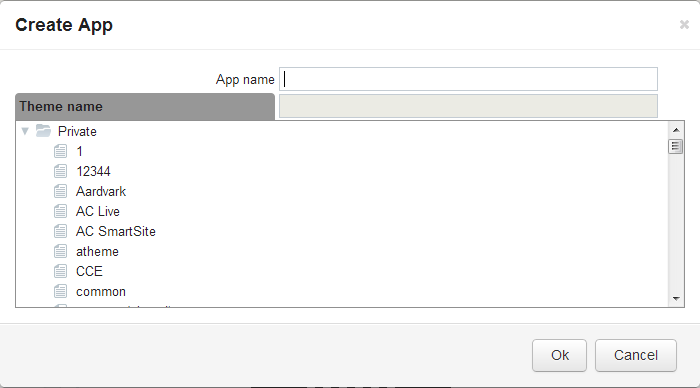 Create App
App name
Theme name
Private
1
12344
Aardvark
AC Live
AC SmartSite
atheme
CCE
common
Ok
Cancel